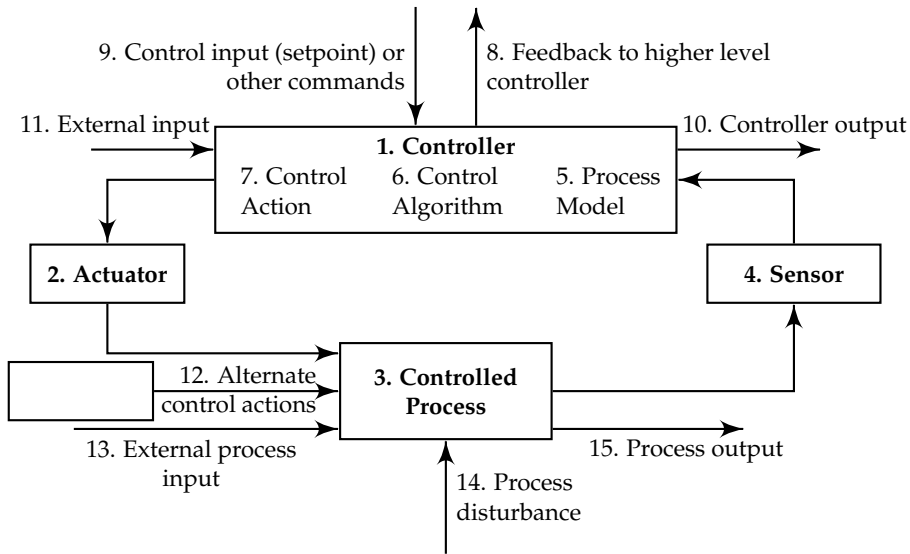 9. Control input (setpoint) or
other commands
8. Feedback to higher level
controller
11. External input
10. Controller output
1. Controller
7. Control
Action
6. Control
Algorithm
5. Process
Model
2. Actuator
4. Sensor
12. Alternate
control actions
3. Controlled
Process
13. External process
input
15. Process output
14. Process
disturbance